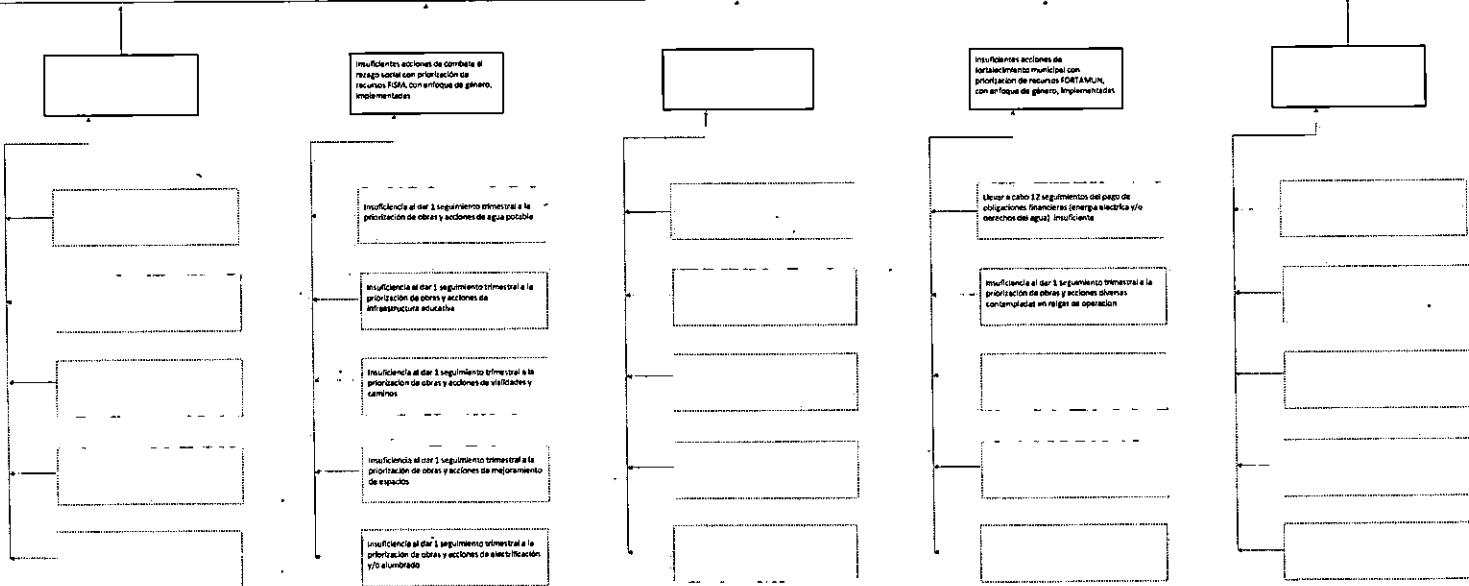 Insuficientes acciones de combate al
rezago social con priorización de
recursos FISM, con enfoque de género,
implementadas
Insuficientes acciones de
fortalecimiento municipal con
priorizacion de recursos FORTAMUN,
con enfoque de género, implementadas
Insuficiencia al dar 1 seguimiento trimestral a la
priorización de obras y acciones de agua potable
Llevar a cabo 12 seguimientos del pago de
obligaciones financieras (energia electrica y/o
derechos del agua) insuficiente
Insuficiencia al dar 1 seguimiento trimestral a la
priorización de obras y acciones de
infraestructura educativa
Insuficiencia al dar 1 seguimiento trimestral a la
priorización de obras y acciones diversas
contempladas en relgas de operacion
Insuficiencia al dar 1 seguimiento trimestral a la
priorización de obras y acciones de vialidades y
caminos
Insuficiencia al dar 1 seguimiento trimestral a la
priorización de obras y acciones de mejoramiento
de espacios
Insuficiencia al dar 1 seguimiento trimestral a la
priorización de obras y acciones de electrificación
y/o alumbrado